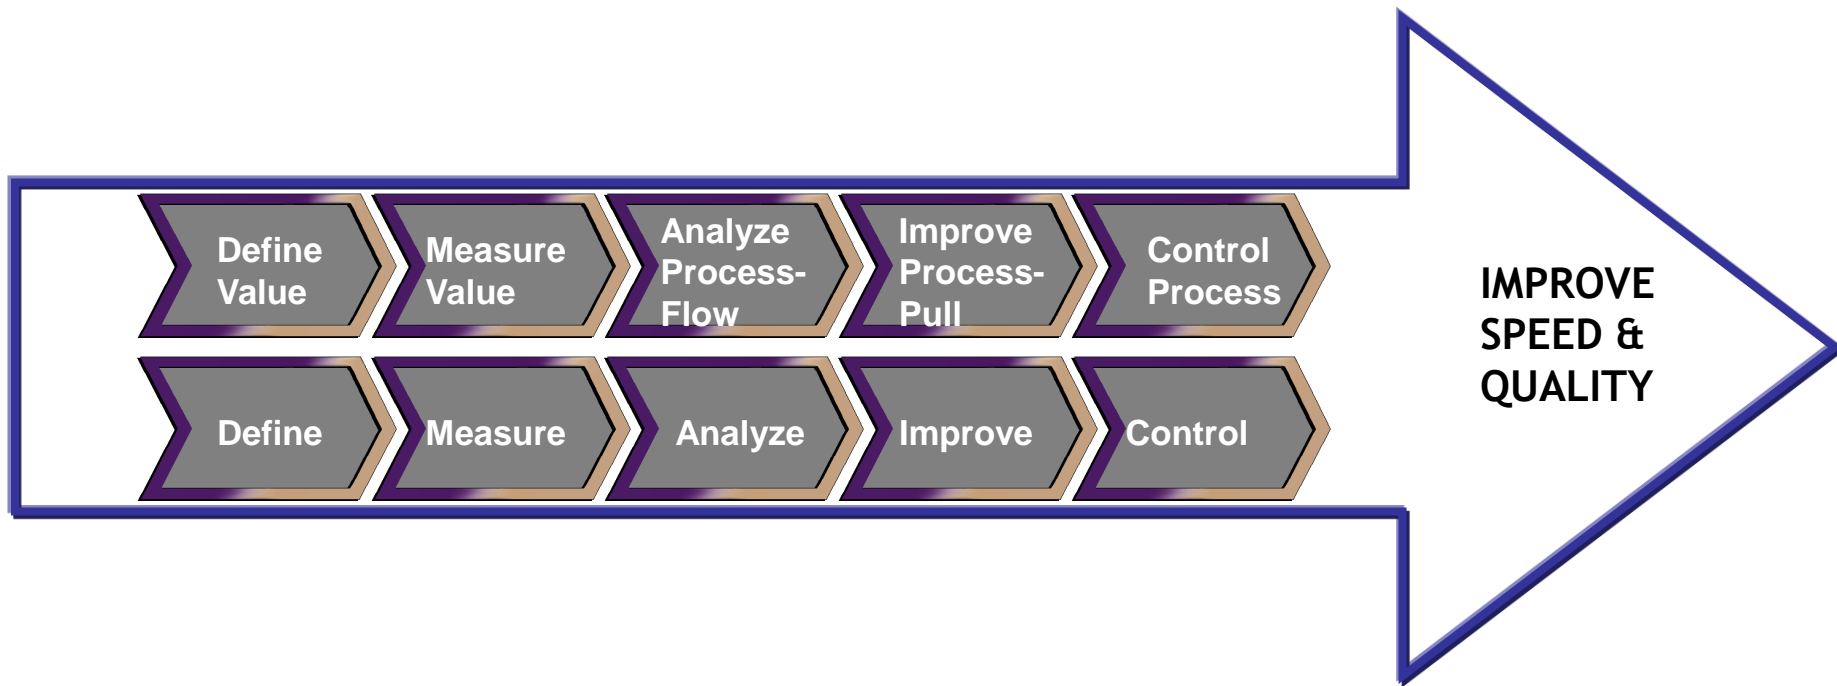 Define
Value
Measure
Value
Analyze
Process-
Flow
Improve
Process-
Pull
Control
Process
Define
Measure
Analyze
Improve
Control
IMPROVE
SPEED &
QUALITY